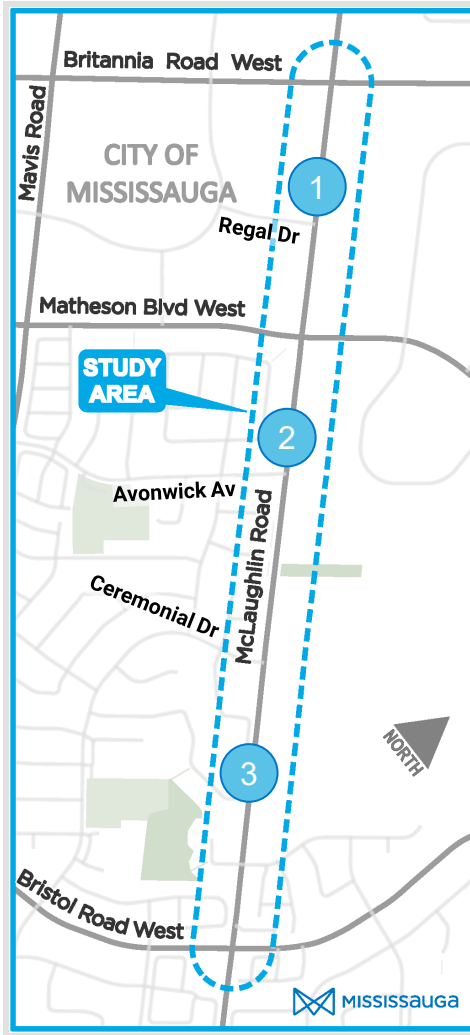 Britannia Road West
Mavis Road
CITY OF
MISSISSAUGA
1
Regal Dr
Matheson Blvd West
STUDY
AREA
2
Avonwick Av
McLaughlin Road
Ceremonial Dr
NORTH
3
Bristol Road West
MISSISSAUGA